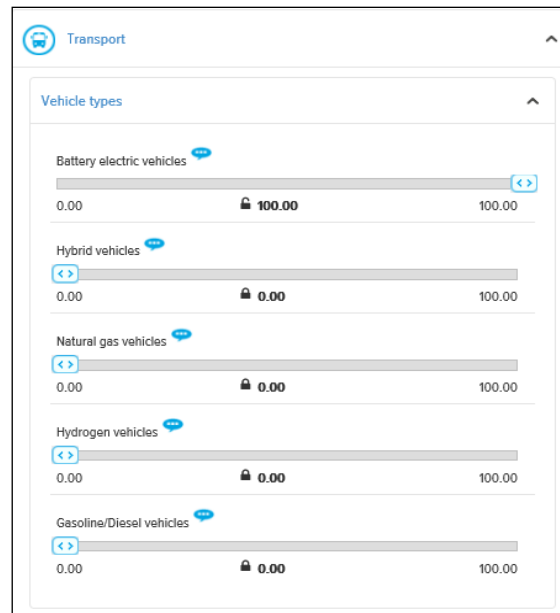 Transport
Vehicle types
Battery electric vehicles
0.00 100.00 100.00
Hybrid vehicles
0.00 0.00 100.00
Natural gas vehicles
0.00 0.00 100.00
Hydrogen vehicles
0.00 0.00 100.00
Gasoline/Diesel vehicles
0.00 0.00 100.00